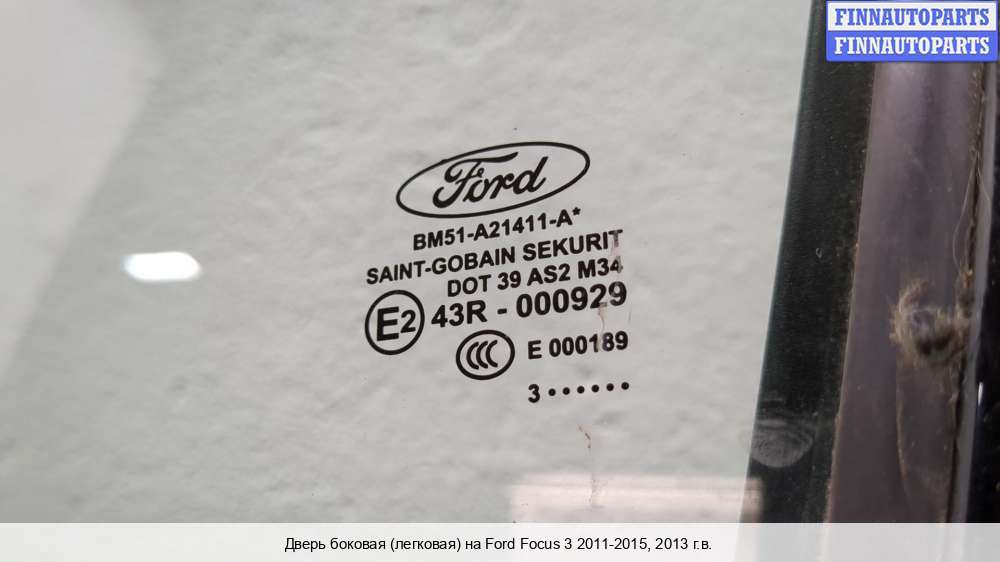 FINNAUTOPARTS
FINNAUTOPARTS
Ford
BM51-A21411-A*
SAINT-GOBAIN SEKURIT
DOT 39 AS2 M34
E2 43R - 000929
CCC E 000189
3 • • • • • •
Дверь боковая (легковая) на Ford Focus 3 2011-2015, 2013 г.в.